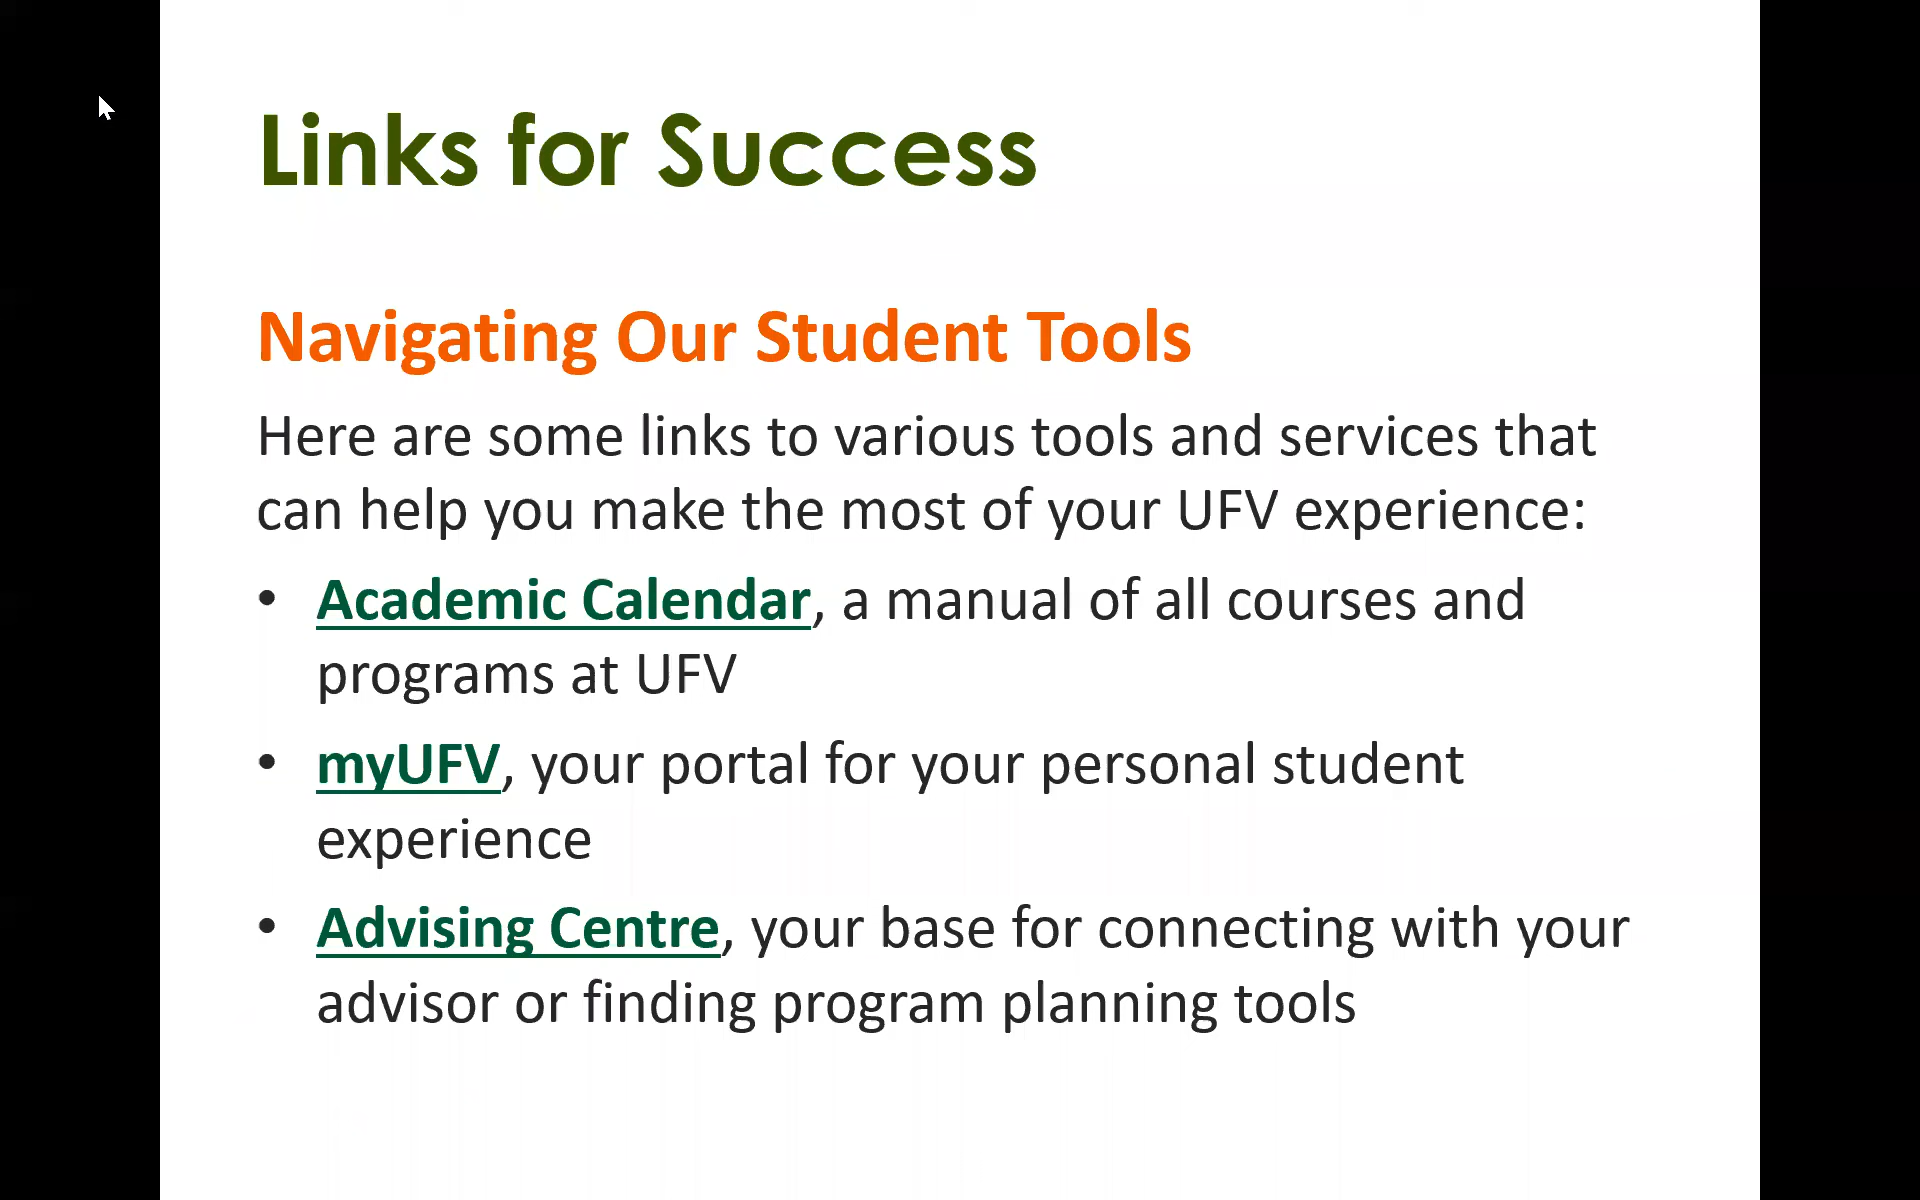 Links for Success
Navigating Our Student Tools
Here are some links to various tools and services that
can help you make the most of your UFV experience:
• Academic Calendar, a manual of all courses and
programs at UFV
• myUFV, your portal for your personal student
experience
• Advising Centre, your base for connecting with your
advisor or finding program planning tools